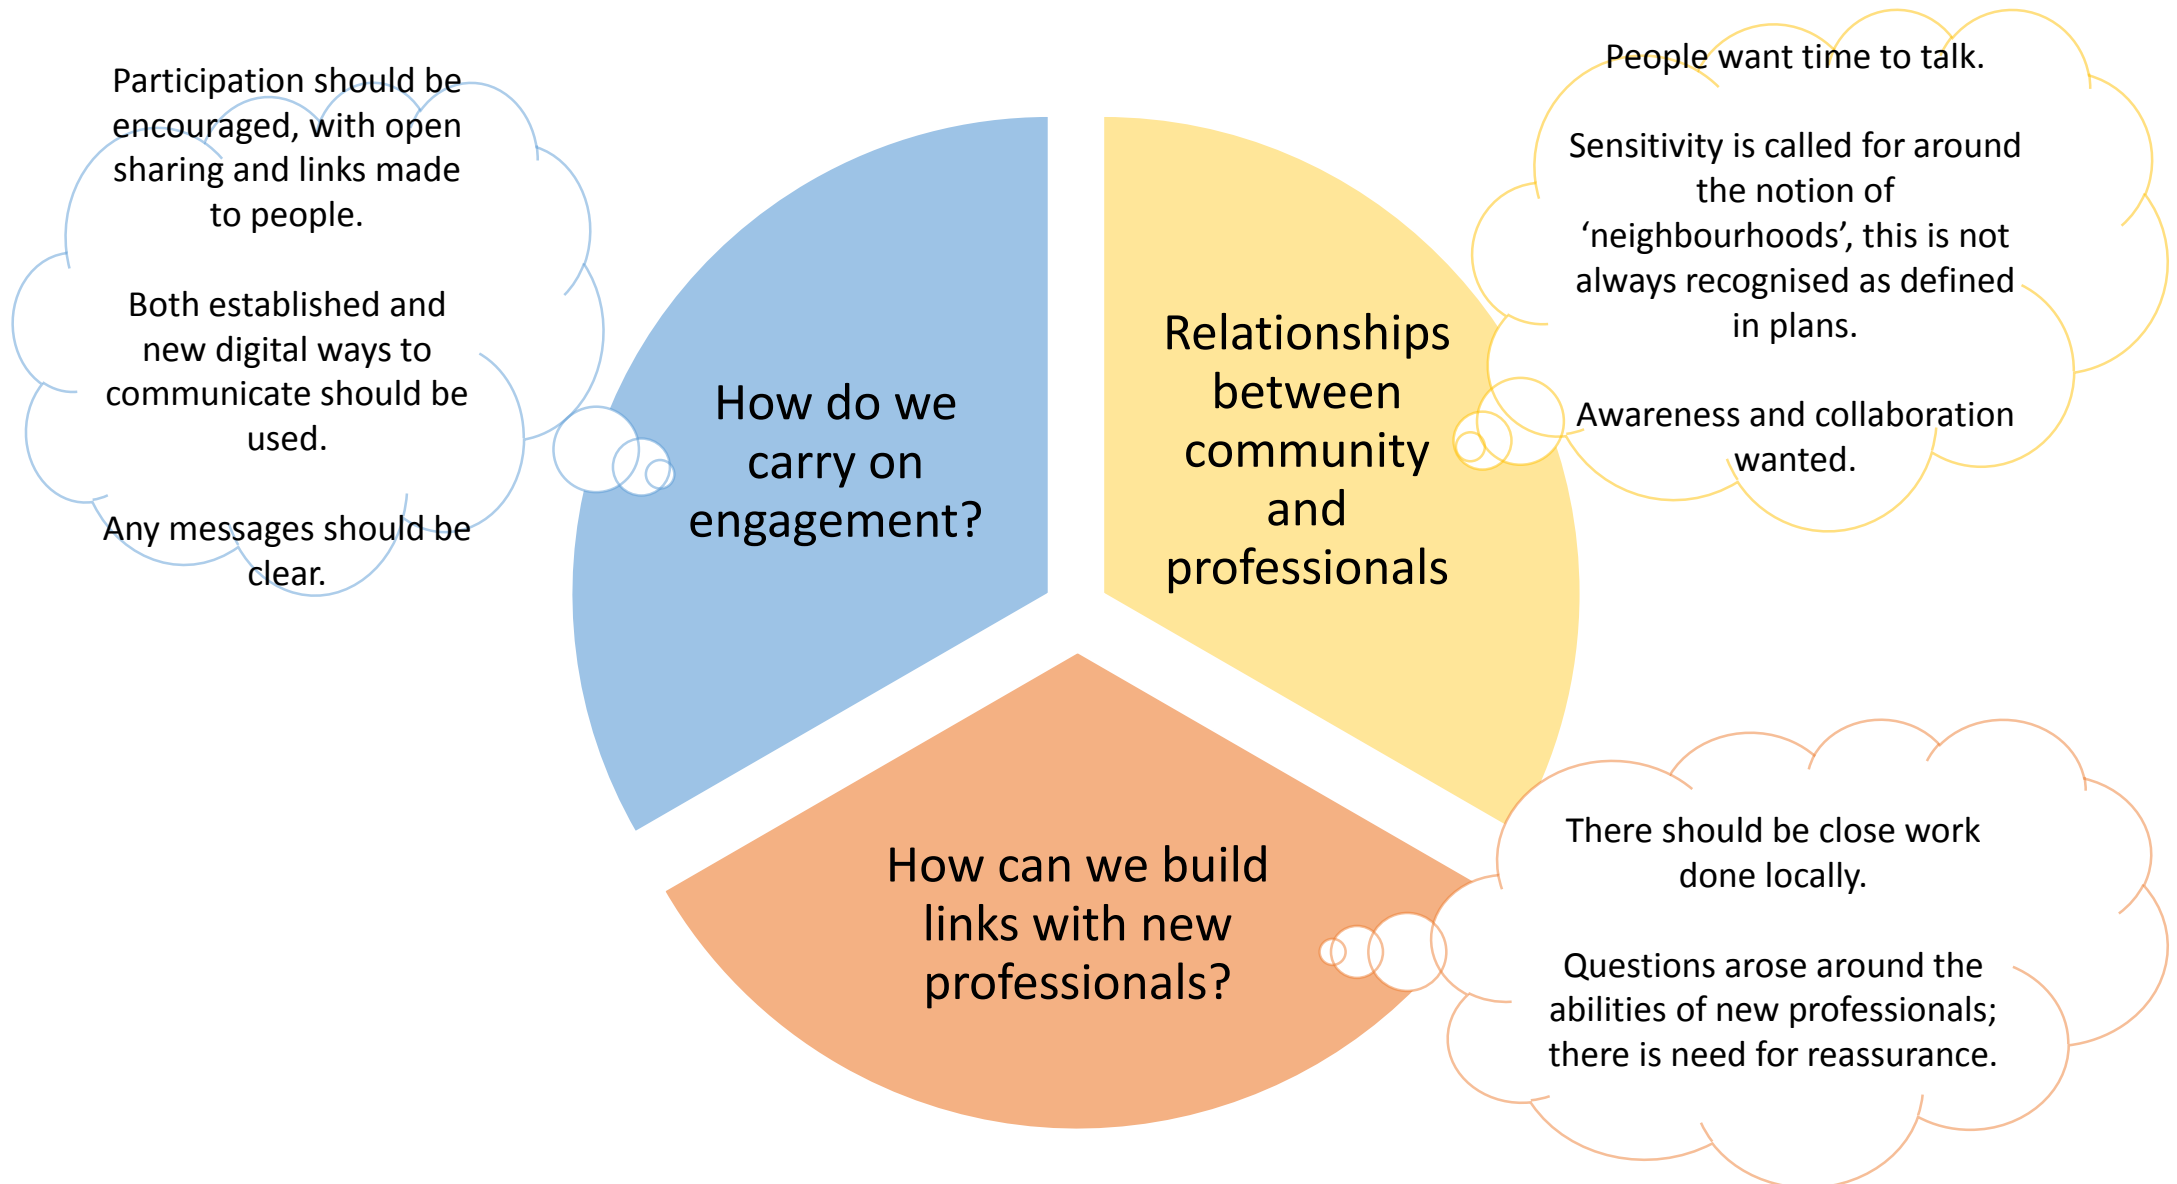 Participation should be
encouraged, with open
sharing and links made
to people.
Both established and
new digital ways to
communicate should be
used.
Any messages should be
clear.
How do we
carry on
engagement?
Relationships
between
community
and
professionals
People want time to talk.
Sensitivity is called for around
the notion of
‘neighbourhoods’, this is not
always recognised as defined
in plans.
Awareness and collaboration
wanted.
How can we build
links with new
professionals?
There should be close work
done locally.
Questions arose around the
abilities of new professionals;
there is need for reassurance.